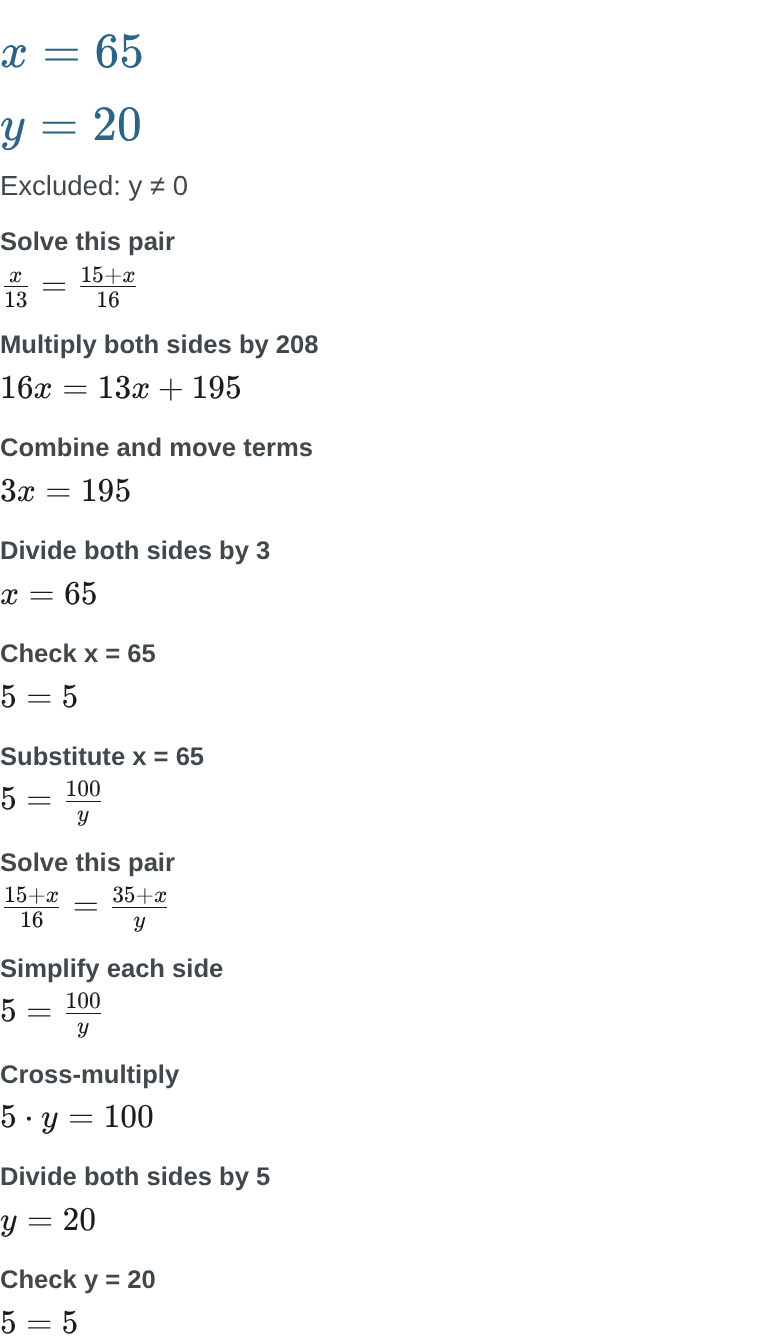 x = 65
y = 20
Excluded: y ≠ 0
Solve this pair
x/13 = 15+x/16
Multiply both sides by 208
16x = 13x + 195
Combine and move terms
3x = 195
Divide both sides by 3
x = 65
Check x = 65
5 = 5
Substitute x = 65
5 = 100/y
Solve this pair
15+x/16 = 35+x/y
Simplify each side
5 = 100/y
Cross-multiply
5 · y = 100
Divide both sides by 5
y = 20
Check y = 20
5 = 5